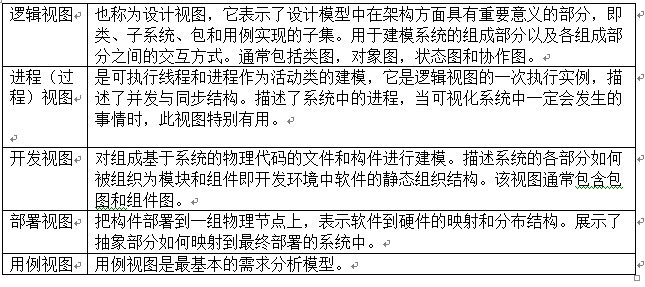 逻辑视图 也称为设计视图，它表示了设计模型中在架构方面具有重要意义的部分，即
类、子系统、包和用例实现的子集。用于建模系统的组成部分以及各组成部
分之间的交互方式。通常包括类图，对象图，状态图和协作图。
进程（过 是可执行线程和进程作为活动类的建模，它是逻辑视图的一次执行实例，描
程）视图 述了并发与同步结构。描述了系统中的进程，当可视化系统中一定会发生的
事情时，此视图特别有用。
开发视图 对组成基于系统的物理代码的文件和构件进行建模。描述系统的各部分如何
被组织为模块和组件即开发环境中软件的静态组织结构。该视图通常包含包
图和组件图。
部署视图 把构件部署到一组物理节点上，表示软件到硬件的映射和分布结构。展示了
抽象部分如何映射到最终部署的系统中。
用例视图 用例视图是最基本的需求分析模型。